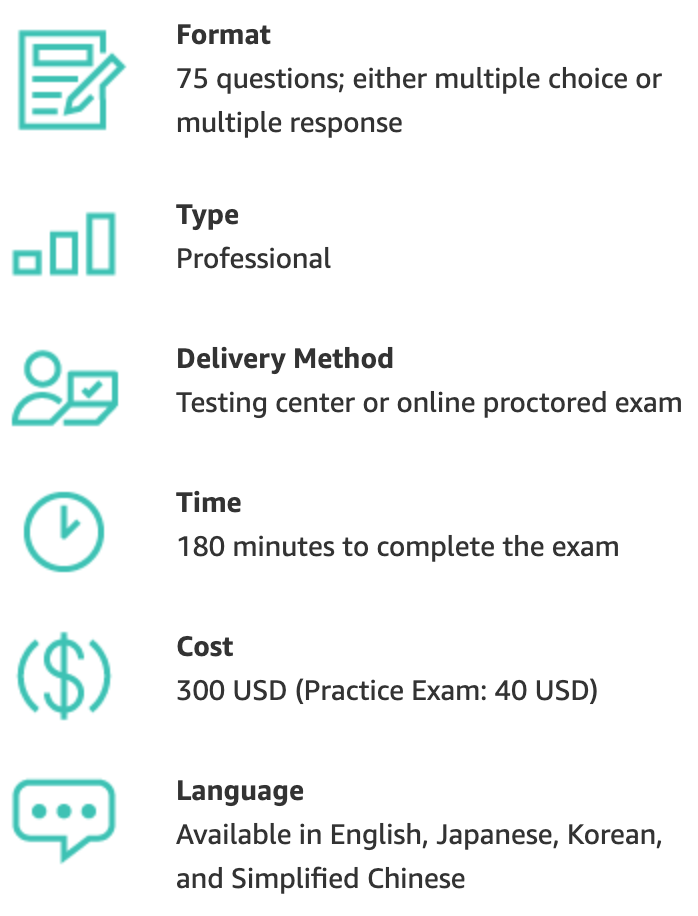 Format
75 questions; either multiple choice or
multiple response
Type
Professional
Delivery Method
Testing center or online proctored exam
Time
180 minutes to complete the exam
Cost
300 USD (Practice Exam: 40 USD)
Language
Available in English, Japanese, Korean,
and Simplified Chinese